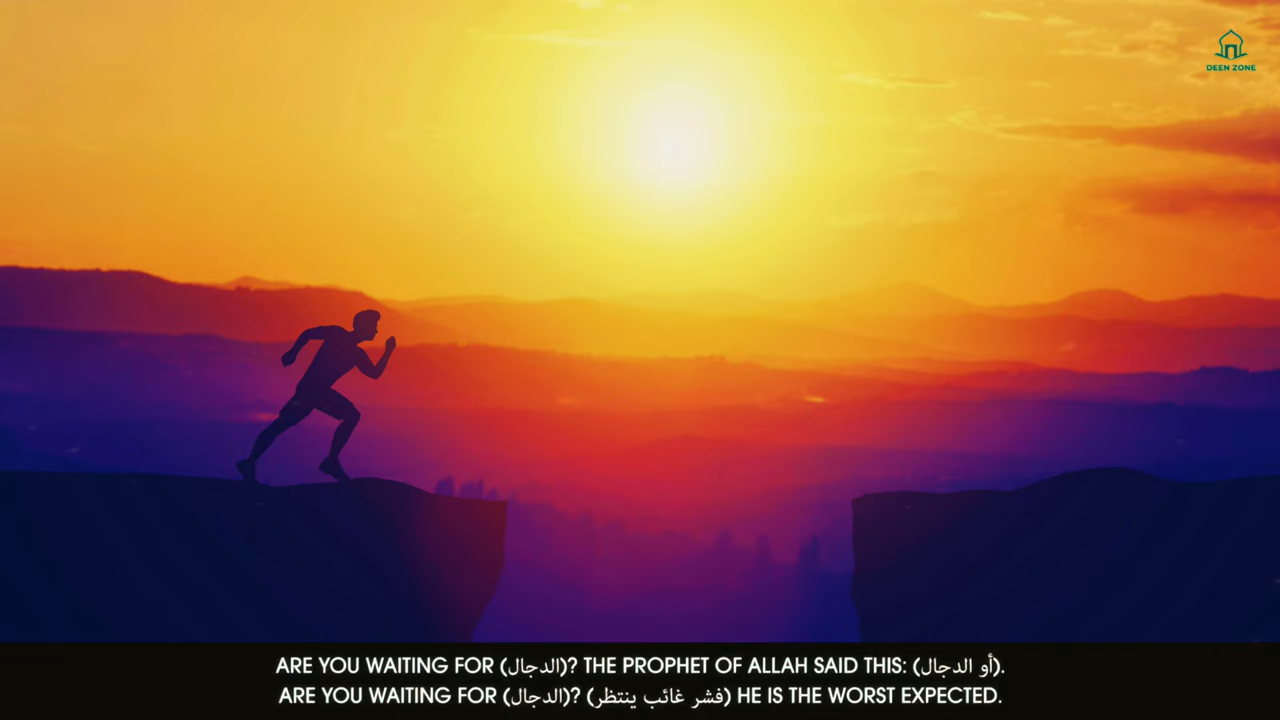 DEEN ZONE
ARE YOU WAITING FOR (الدجال)? THE PROPHET OF ALLAH SAID THIS: (أو الدجال).
ARE YOU WAITING FOR (الدجال)? (فشر غائب ينتظر) HE IS THE WORST EXPECTED.